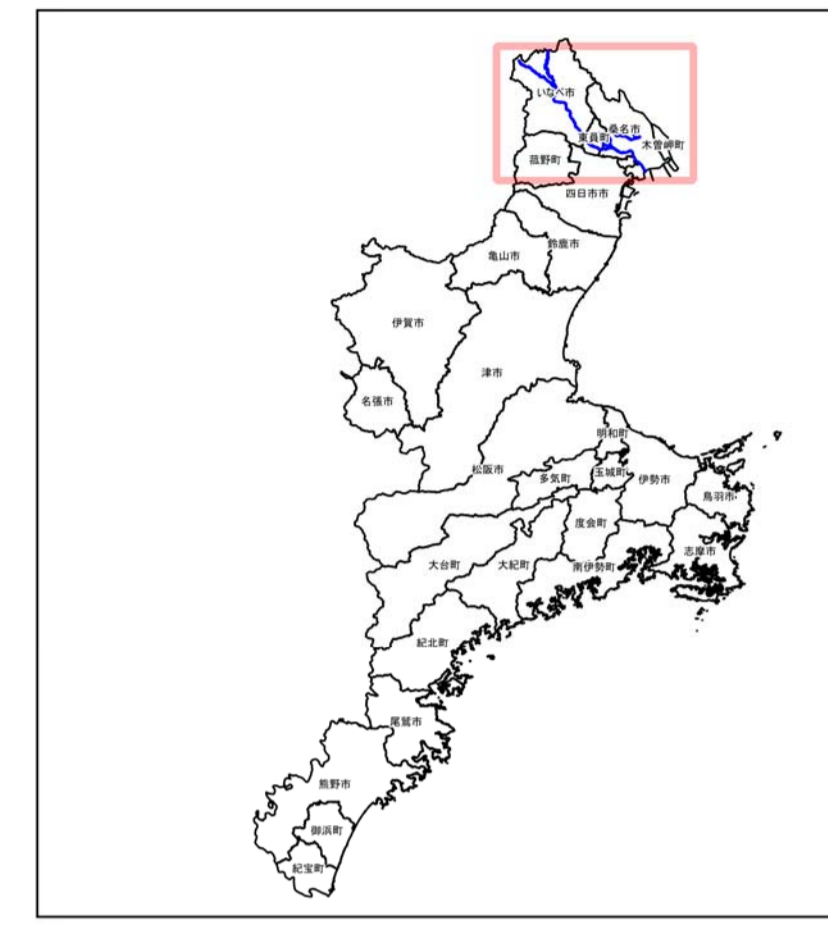 いなべ市
桑名市
東員町
木曽岬町
菰野町
四日市市
鈴鹿市
亀山市
伊賀市
津市
名張市
明和町
松阪市
玉城町
多気町
伊勢市
鳥羽市
度会町
志摩市
大台町
大紀町
南伊勢町
紀北町
尾鷲市
熊野市
御浜町
紀宝町